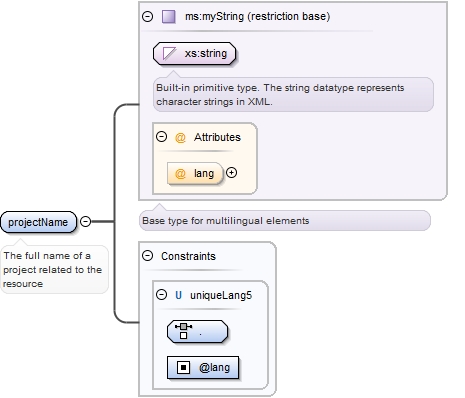 ms:myString (restriction base)
xs:string
Built-in primitive type. The string datatype represents
character strings in XML.
@ Attributes
@ lang
projectName
The full name of a
project related to the
resource
Base type for multilingual elements
Constraints
U uniqueLang5
.
@lang